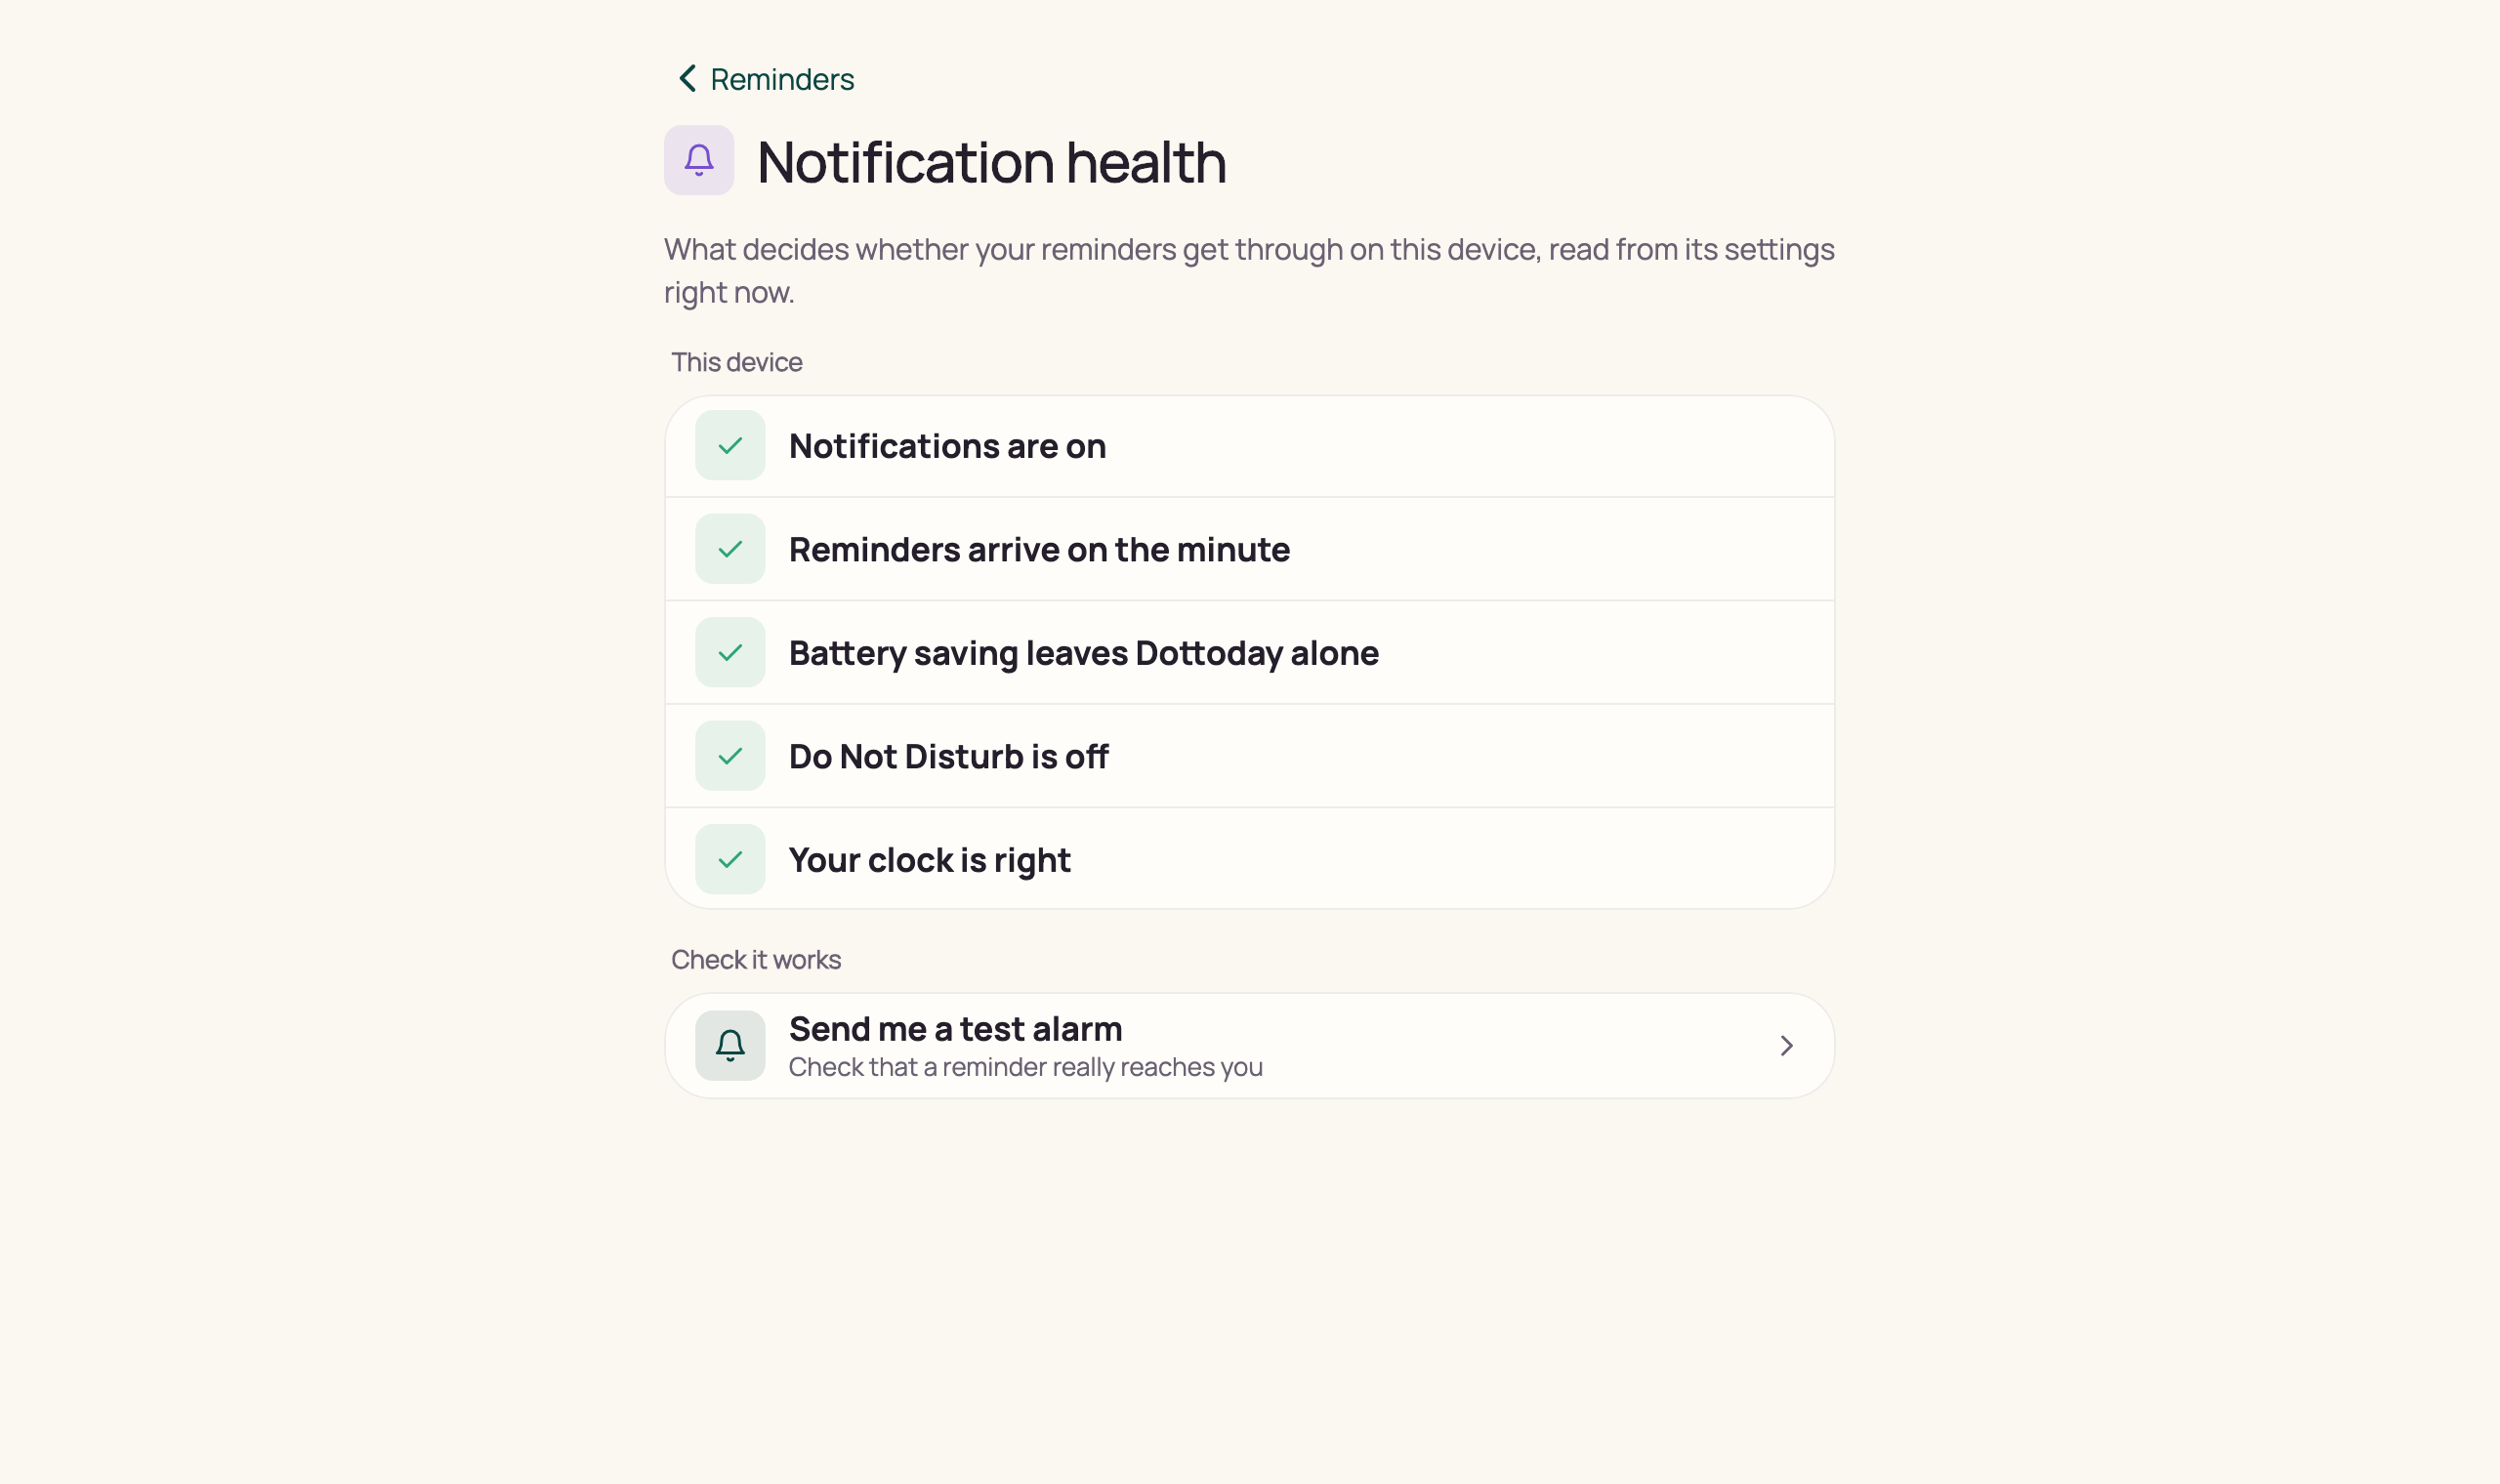 Reminders
Notification health
What decides whether your reminders get through on this device, read from its settings
right now.
This device
Notifications are on
Reminders arrive on the minute
Battery saving leaves Dottoday alone
Do Not Disturb is off
Your clock is right
Check it works
Send me a test alarm
Check that a reminder really reaches you